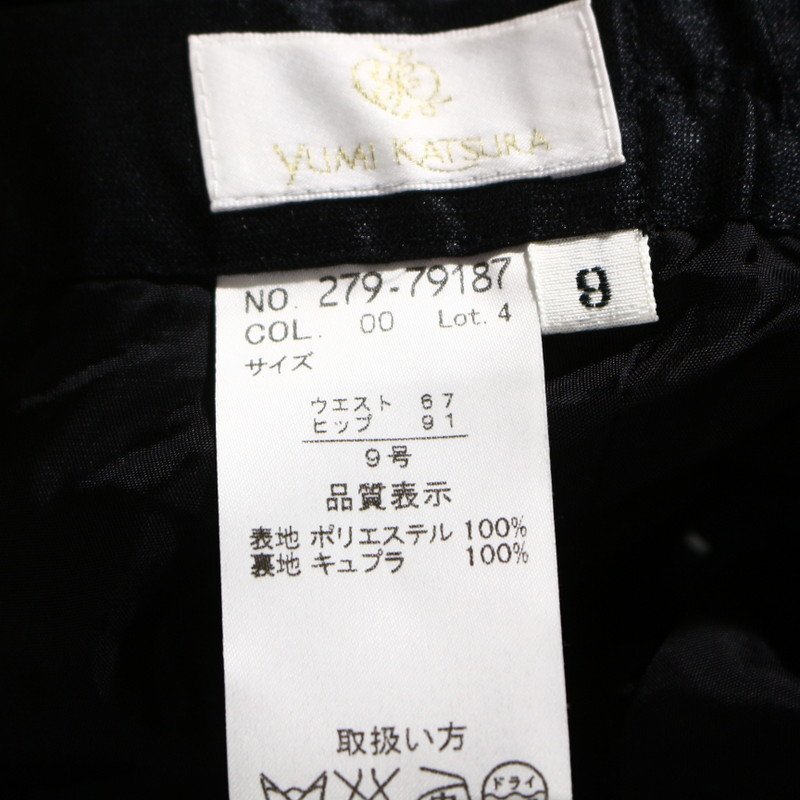 YUMI KATSURA
9
NO. 279-79187
COL. 00 Lot. 4
サイズ
ウエスト 67
ヒップ 91
9号
品質表示
表地 ポリエステル 100%
裏地 キュプラ 100%
取扱い方
中
ドライ